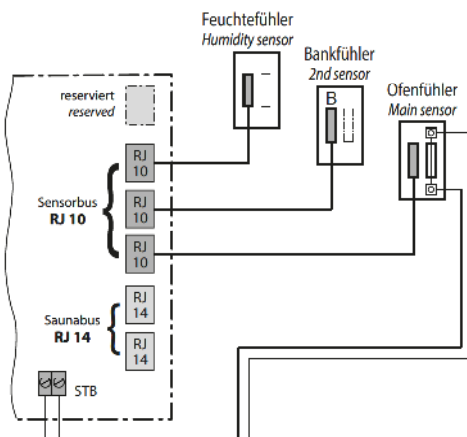 Feuchtefühler
Humidity sensor
Bankfühler
2nd sensor
Ofenfühler
Main sensor
reserviert
reserved
B
RJ
10
RJ
10
RJ
10
Sensorbus
RJ 10
RJ
14
RJ
14
Saunabus
RJ 14
STB